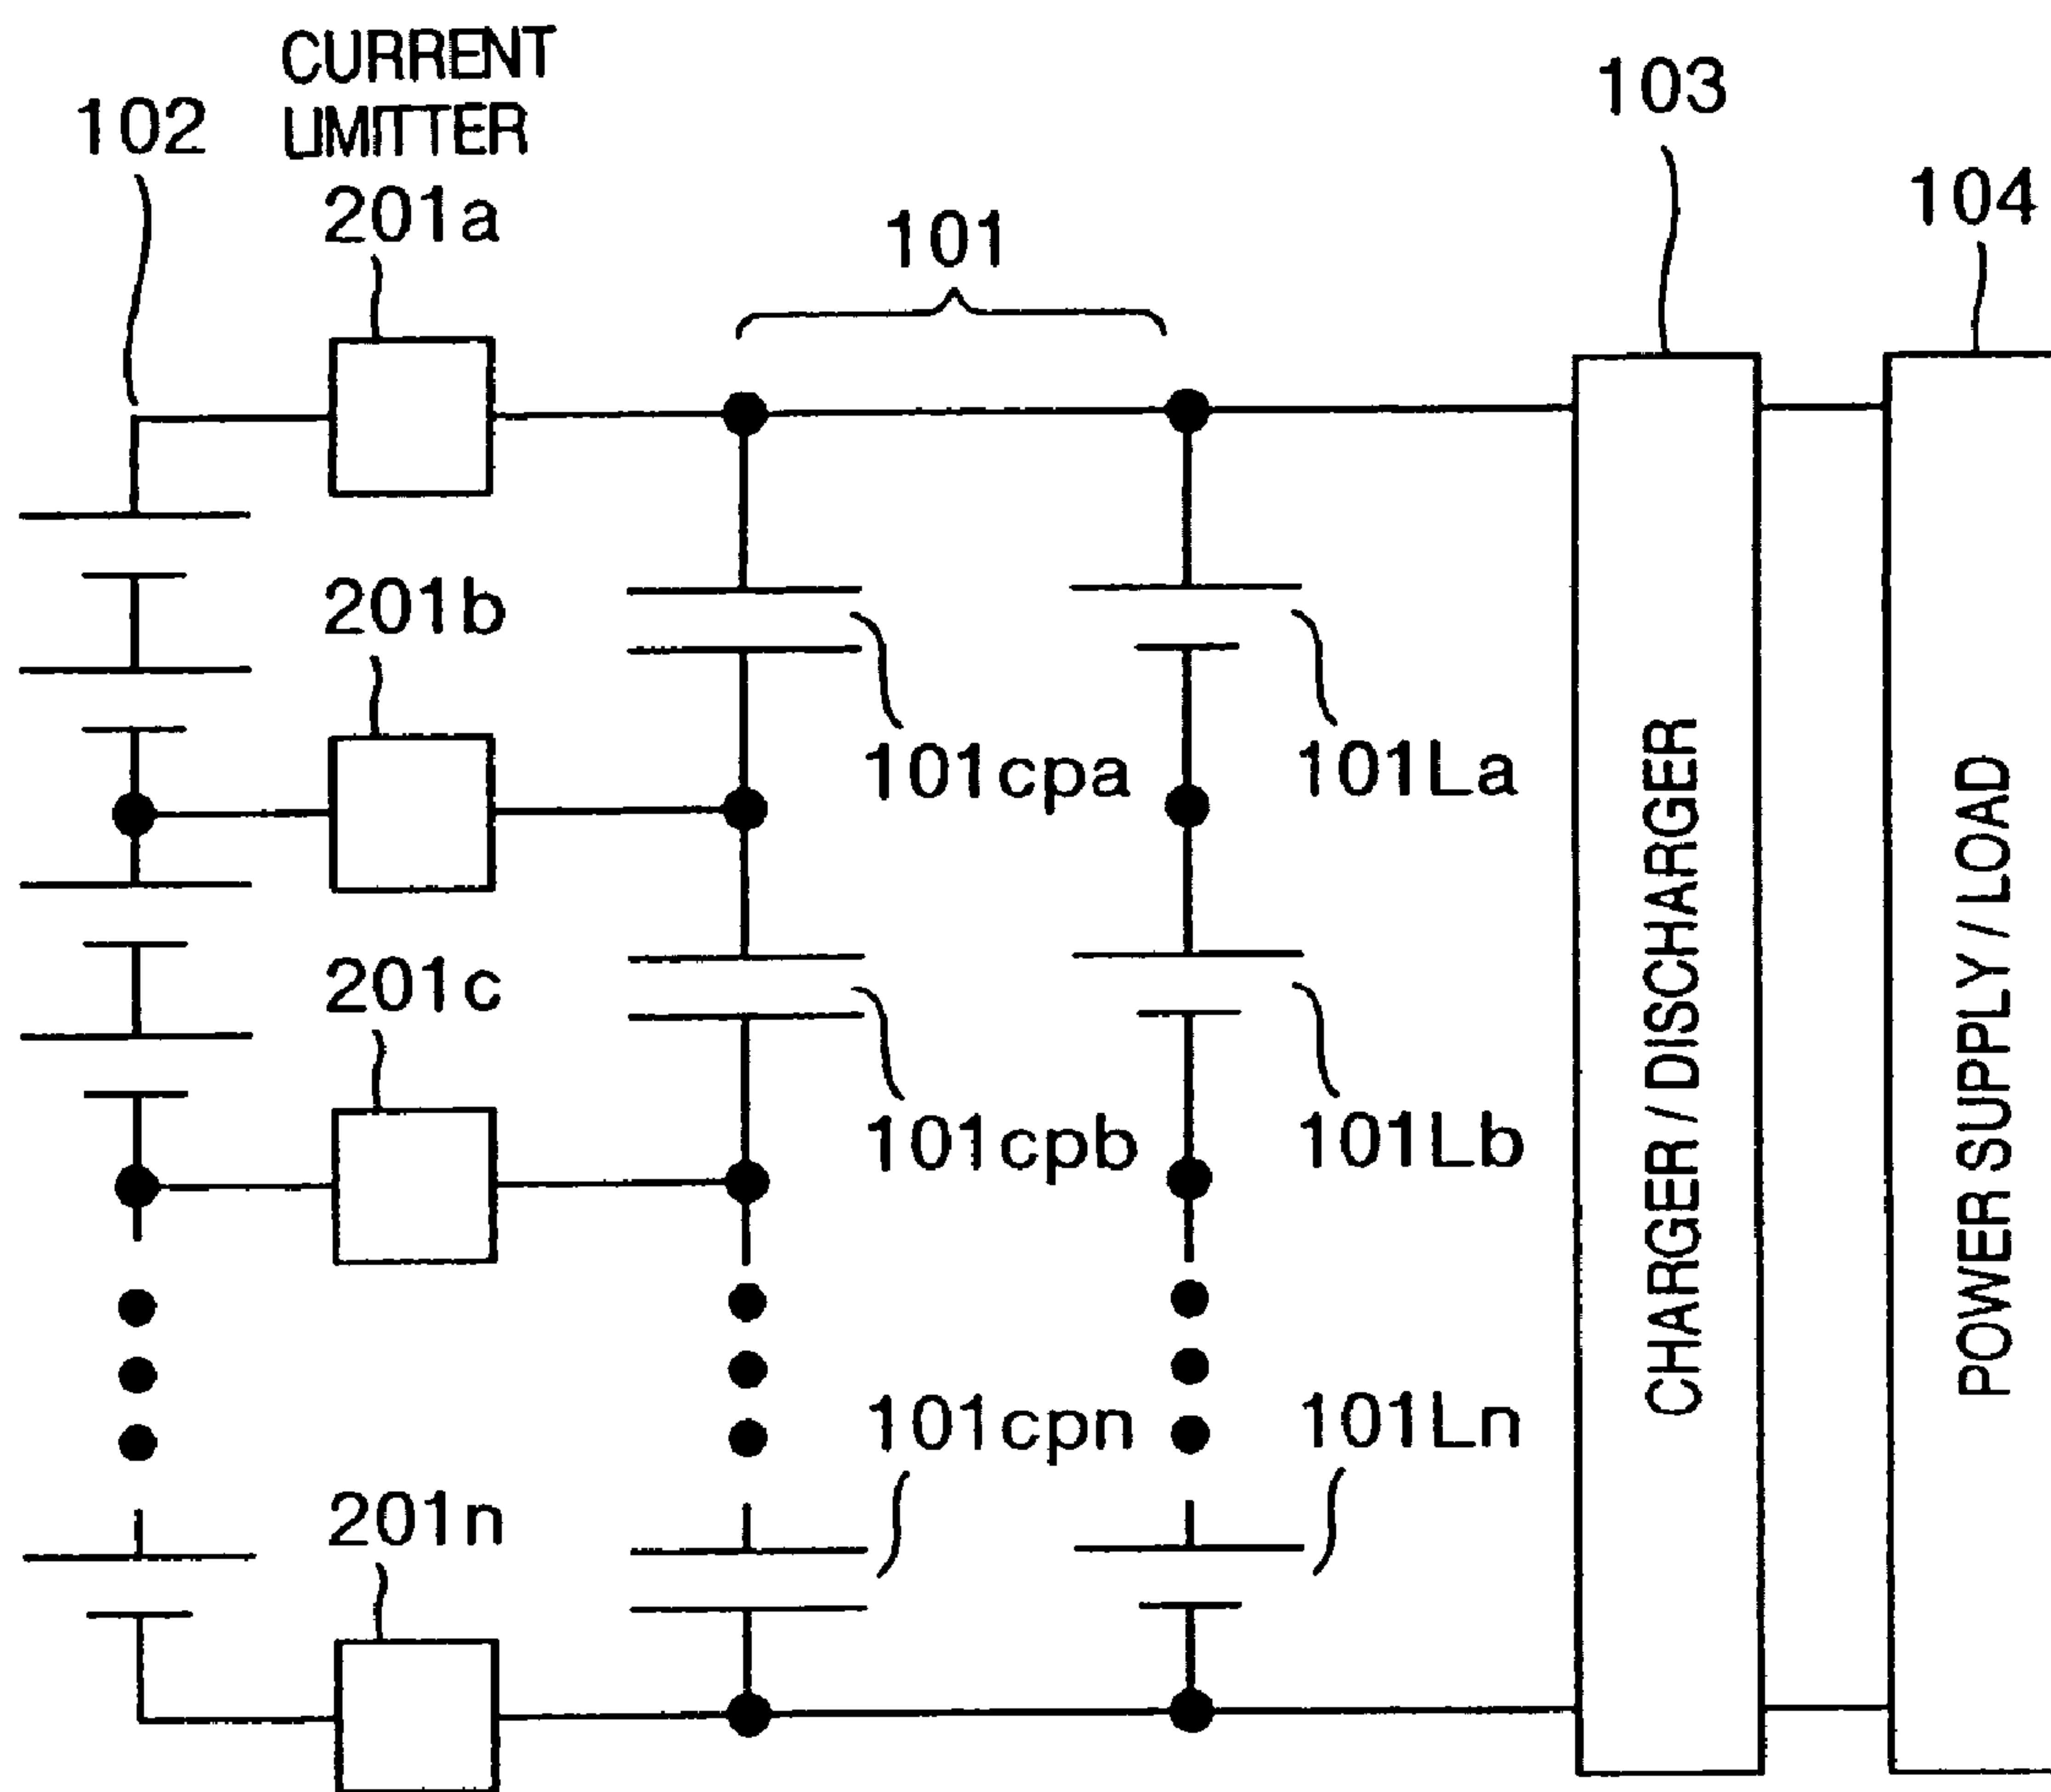 CURRENT
LIMITTER
102
201a
101
103
104
201b
101cpa
101La
201c
101cpb
101Lb
101cpn
101Ln
201n
CHARGER / DISCHARGER
POWER SUPPLY / LOAD